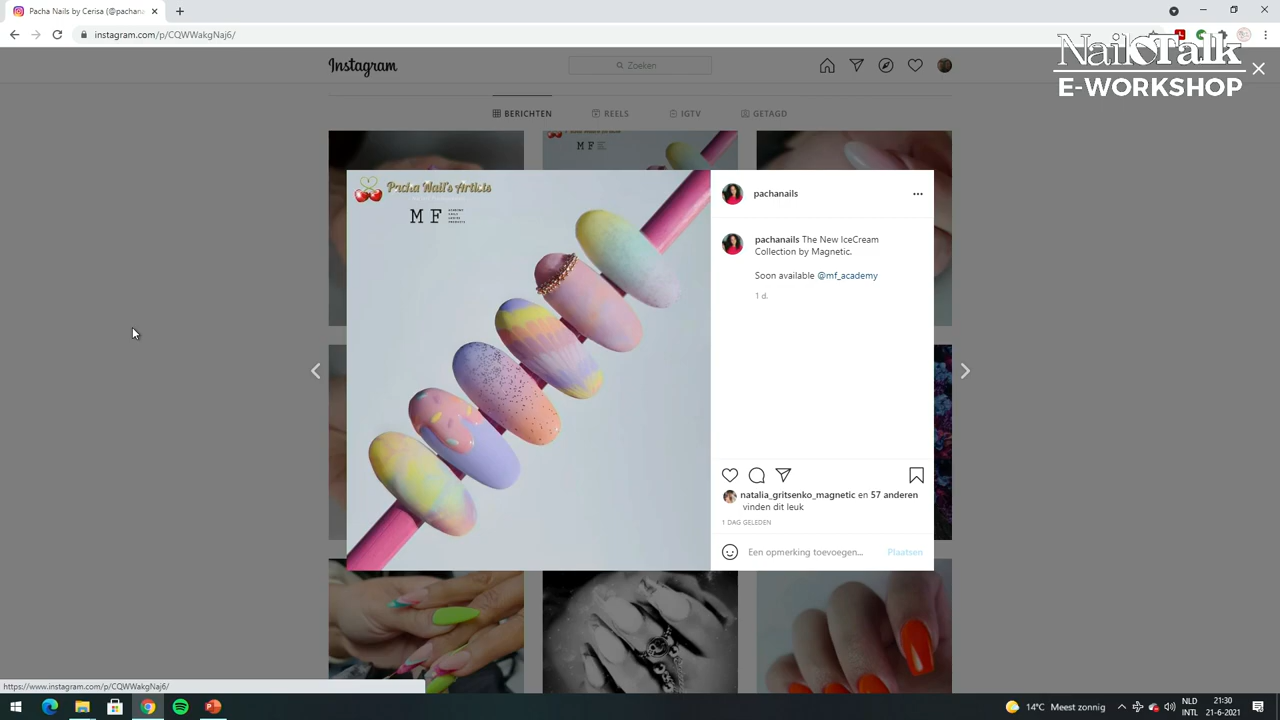 Pacha Nails by Cerisa (@pachana
instagram.com/p/CQWWakgNaj6/
Nail Talk
E-WORKSHOP
Instagram
Zoeken
BERICHTEN
REELS
IGTV
GETAGD
M F
Pacha Nail's Artists
M F
pachanails
pachanails The New IceCream
Collection by Magnetic.
Soon available @mf_academy
1 d.
natalia_gritsenko_magnetic en 57 anderen
vinden dit leuk
1 DAG GELEDEN
Een opmerking toevoegen...
Plaatsen
https://www.instagram.com/p/CQWWakgNaj6/
14°C Meest zonnig
NLD
INTL
21:30
21-6-2021